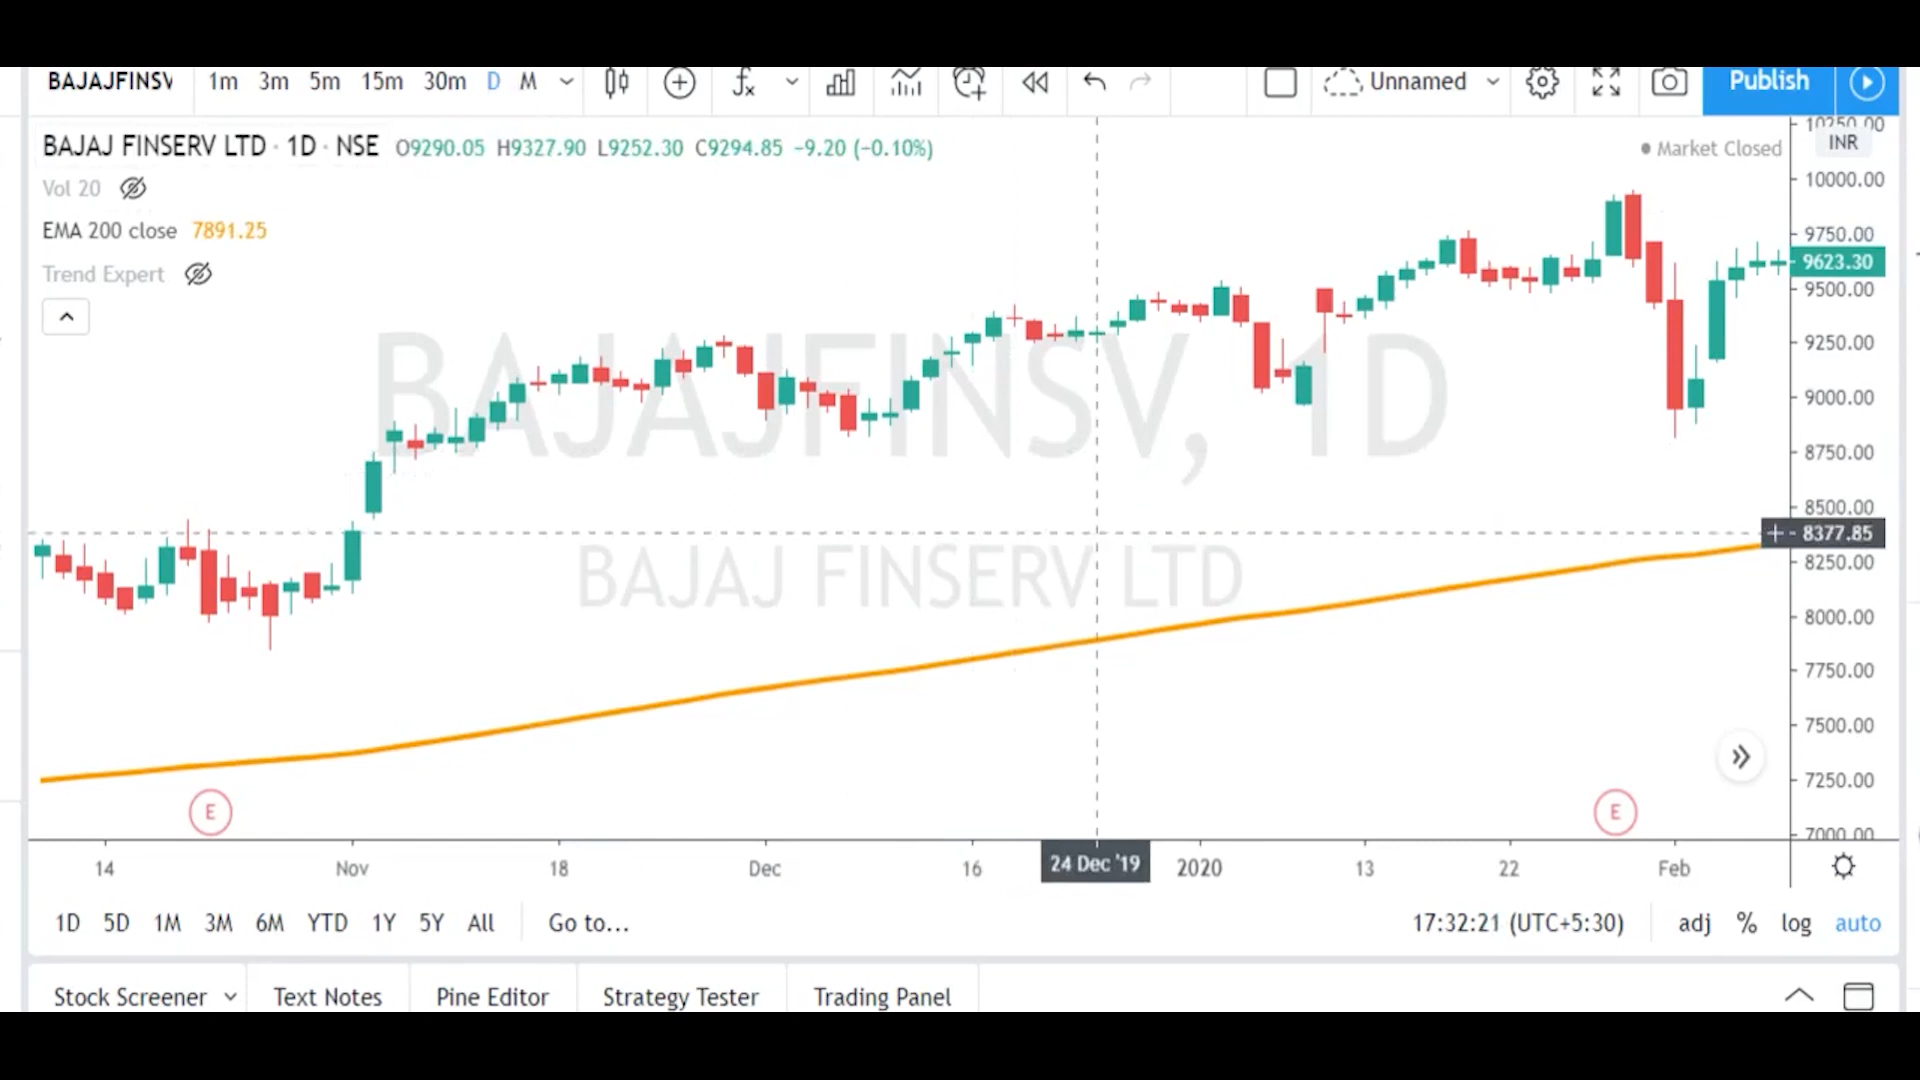 BAJAJFINSV 1m 3m 5m 15m 30m D M Unnamed Publish
BAJAJ FINSERV LTD · 1D · NSE O9290.05 H9327.90 L9252.30 C9294.85 −9.20 (−0.10%) Market Closed
Vol 20
EMA 200 close 7891.25
Trend Expert
10250.00
INR
10000.00
9750.00
9623.30
9500.00
9250.00
9000.00
8750.00
8500.00
8377.85
8250.00
8000.00
7750.00
7500.00
7250.00
7000.00
BAJAJFINSV, 1D
BAJAJ FINSERV LTD
E E
14 Nov 18 Dec 16 24 Dec '19 2020 13 22 Feb
1D 5D 1M 3M 6M YTD 1Y 5Y All Go to... 17:32:21 (UTC+5:30) adj % log auto
Stock Screener Text Notes Pine Editor Strategy Tester Trading Panel